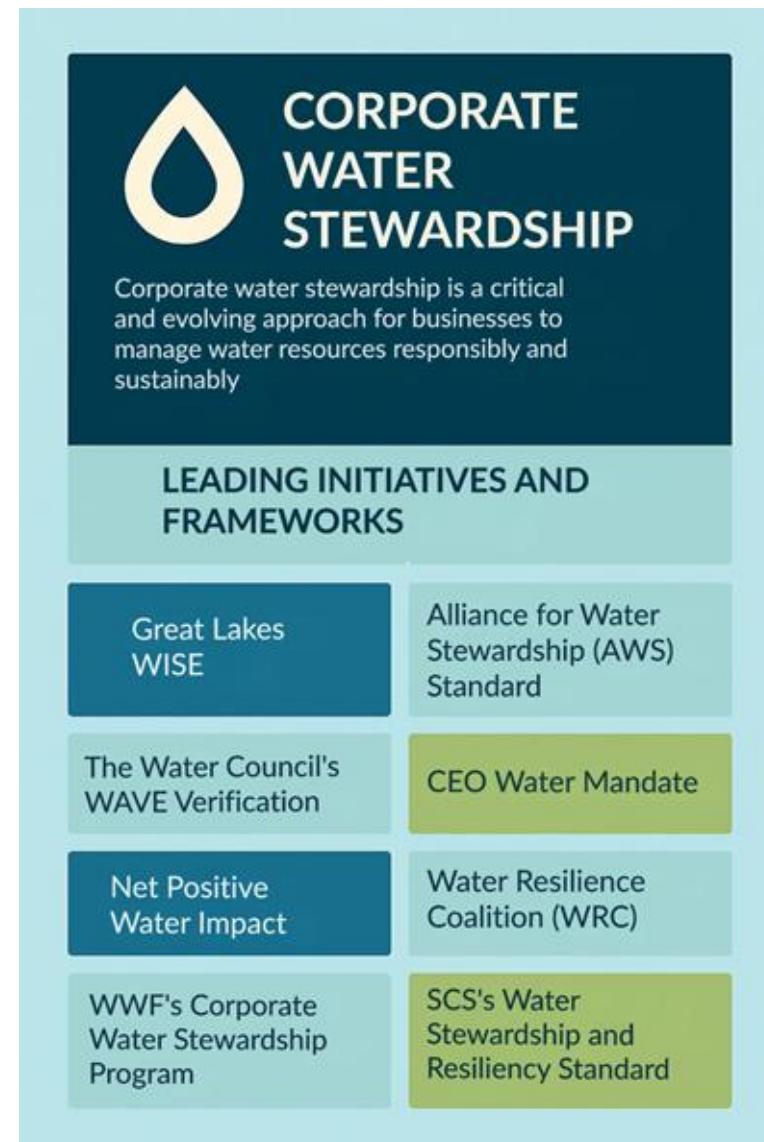 CORPORATE
WATER
STEWARDSHIP
Corporate water stewardship is a critical
and evolving approach for businesses to
manage water resources responsibly and
sustainably
LEADING INITIATIVES AND
FRAMEWORKS
Great Lakes
WISE
Alliance for Water
Stewardship (AWS)
Standard
The Water Council's
WAVE Verification
CEO Water Mandate
Net Positive
Water Impact
Water Resilience
Coalition (WRC)
WWF's Corporate
Water Stewardship
Program
SCS's Water
Stewardship and
Resiliency Standard